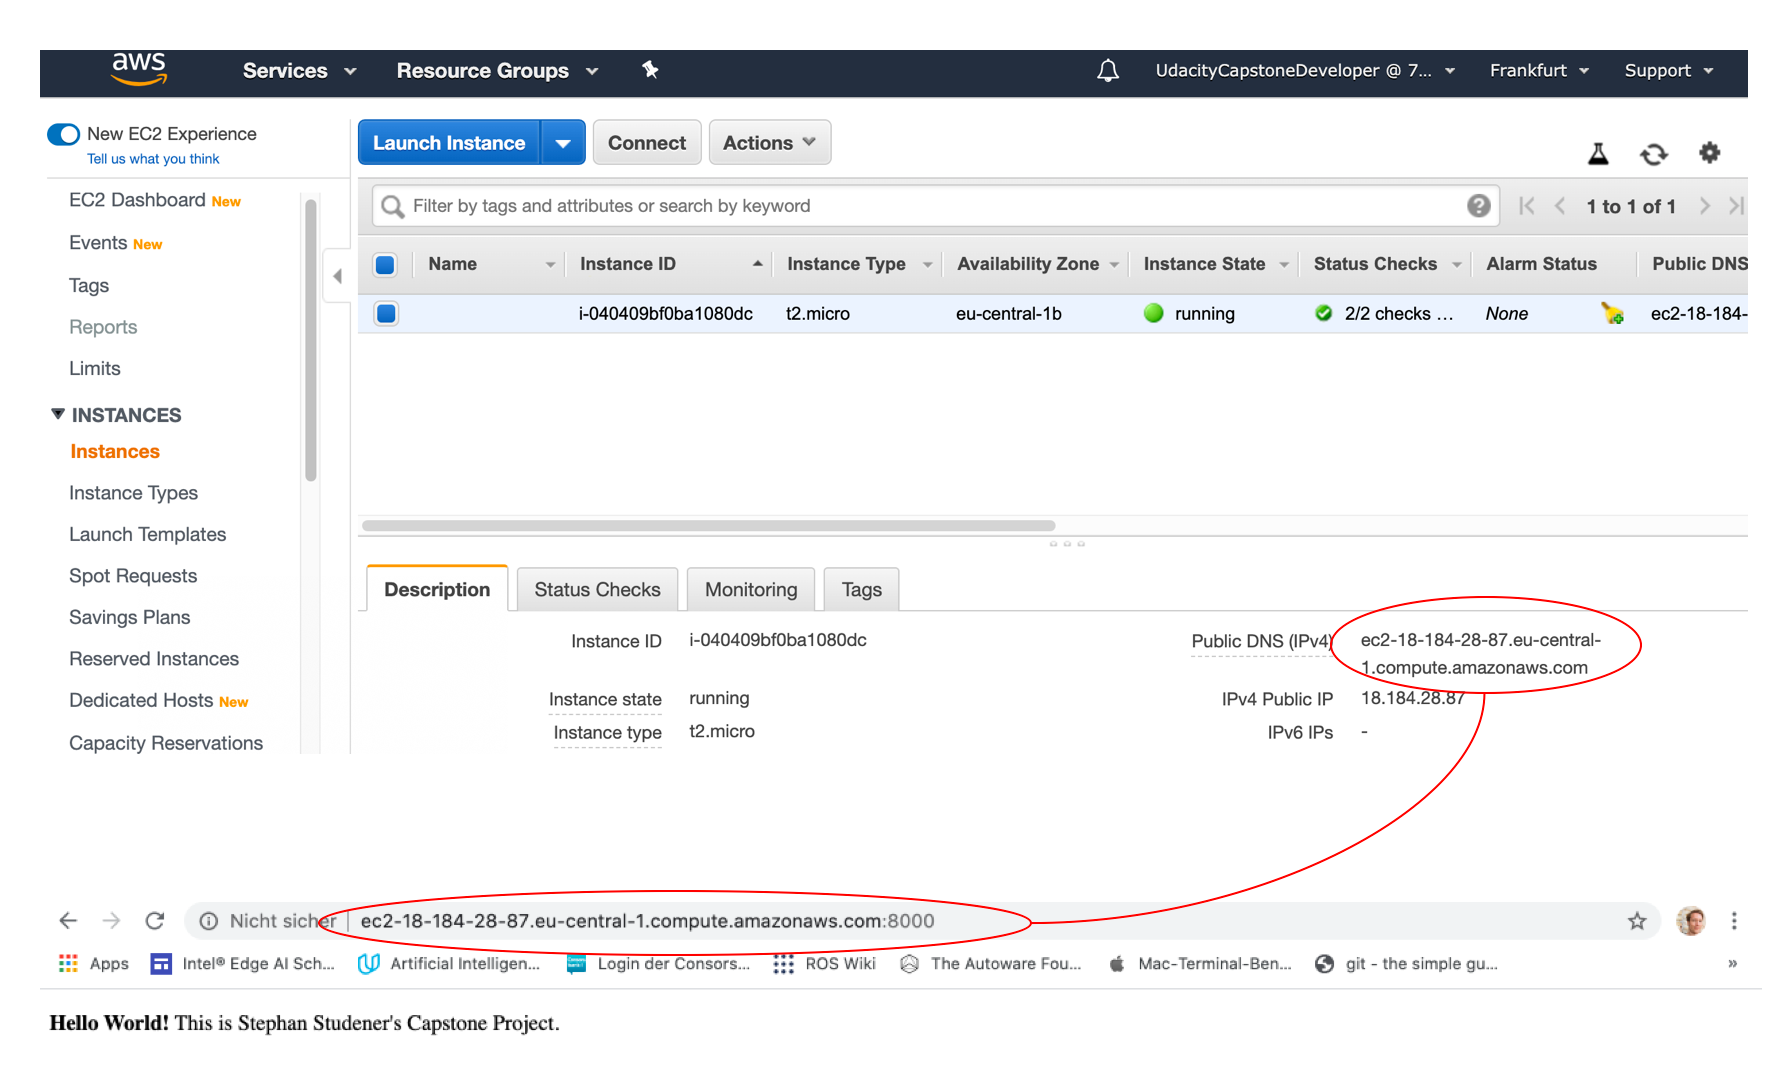 aws Services Resource Groups UdacityCapstoneDeveloper @ 7... Frankfurt Support
New EC2 Experience
Tell us what you think
Launch Instance Connect Actions
EC2 Dashboard New
Events New
Tags
Reports
Limits
INSTANCES
Instances
Instance Types
Launch Templates
Spot Requests
Savings Plans
Reserved Instances
Dedicated Hosts New
Capacity Reservations
Filter by tags and attributes or search by keyword 1 to 1 of 1
Name Instance ID Instance Type Availability Zone Instance State Status Checks Alarm Status Public DNS
i-040409bf0ba1080dc t2.micro eu-central-1b running 2/2 checks ... None ec2-18-184-
Description Status Checks Monitoring Tags
Instance ID i-040409bf0ba1080dc
Instance state running
Instance type t2.micro
Public DNS (IPv4) ec2-18-184-28-87.eu-central-
1.compute.amazonaws.com
IPv4 Public IP 18.184.28.87
IPv6 IPs -
Nicht sicher ec2-18-184-28-87.eu-central-1.compute.amazonaws.com:8000
Apps Intel® Edge AI Sch... Artificial Intelligen... Login der Consors... ROS Wiki The Autoware Fou... Mac-Terminal-Ben... git - the simple gu... »
Hello World! This is Stephan Studener's Capstone Project.